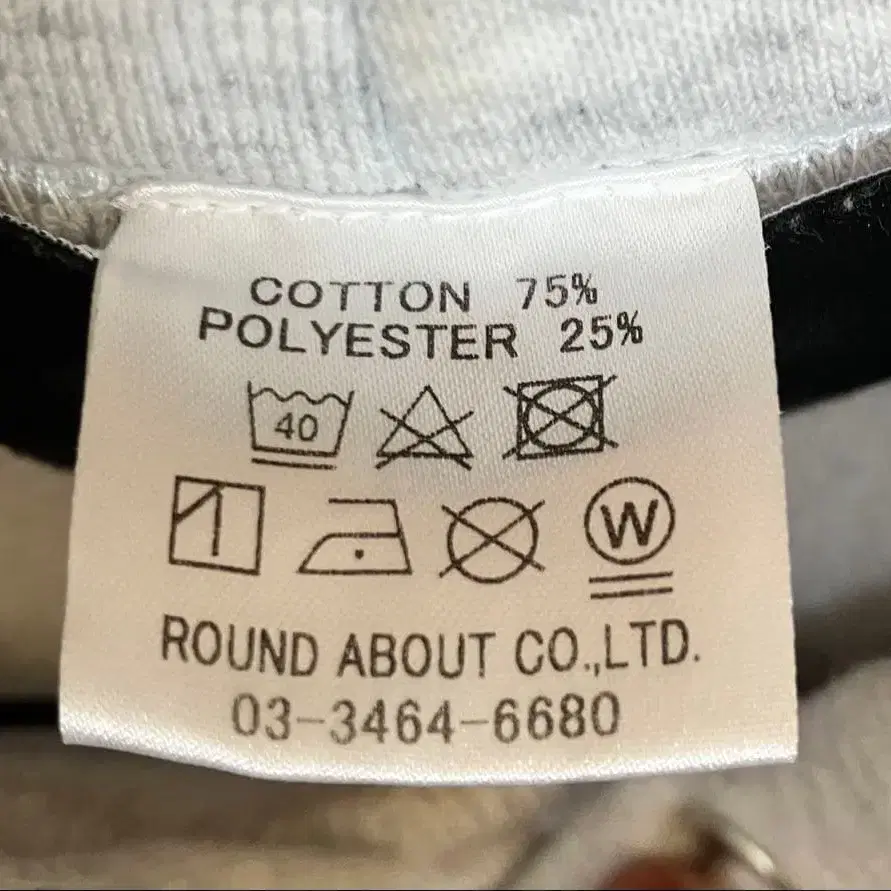 COTTON 75%
POLYESTER 25%
40
W
ROUND ABOUT CO.,LTD.
03-3464-6680